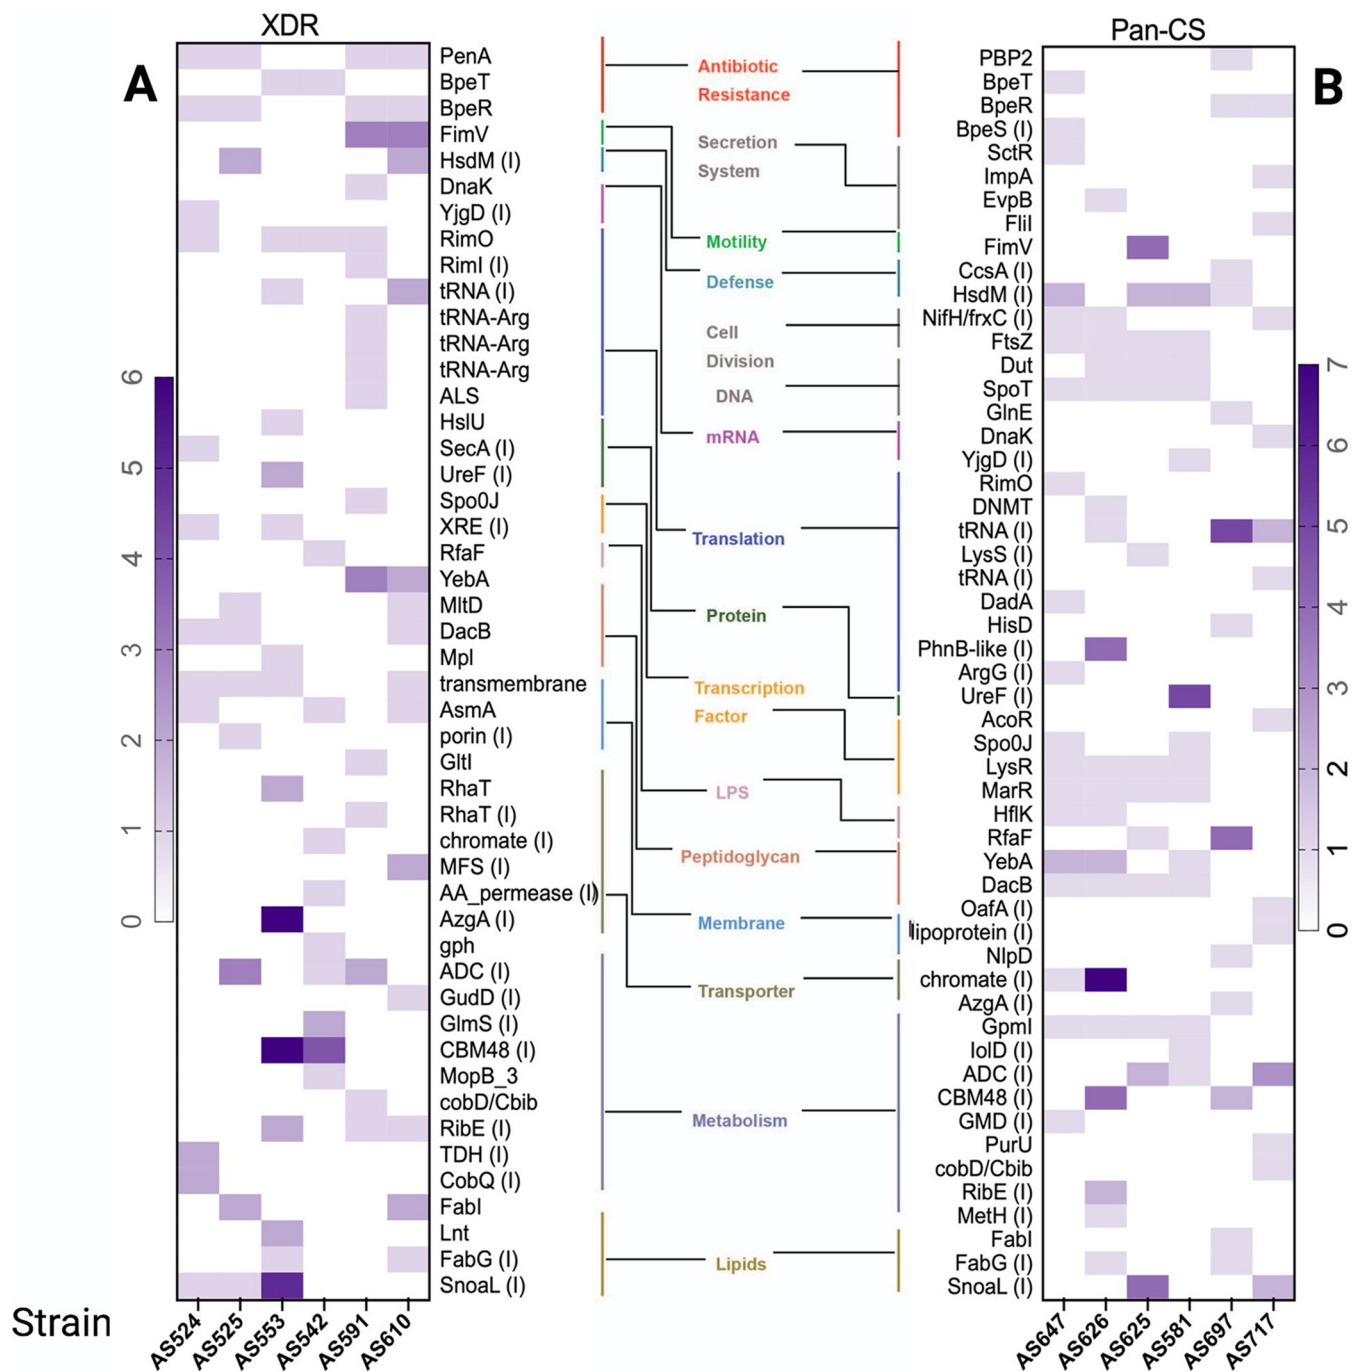 XDR
A
PenA
BpeT
BpeR
FimV
HsdM (I)
DnaK
YjgD (I)
RimO
RimI (I)
tRNA (I)
tRNA-Arg
tRNA-Arg
tRNA-Arg
ALS
HslU
SecA (I)
UreF (I)
Spo0J
XRE (I)
RfaF
YebA
MltD
DacB
Mpl
transmembrane
AsmA
porin (I)
GltI
RhaT
RhaT (I)
chromate (I)
MFS (I)
AA_permease (I)
AzgA (I)
gph
ADC (I)
GudD (I)
GlmS (I)
CBM48 (I)
MopB_3
cobD/Cbib
RibE (I)
TDH (I)
CobQ (I)
FabI
Lnt
FabG (I)
SnoaL (I)
6
5
4
3
2
1
0
Strain
AS524
AS525
AS553
AS542
AS591
AS610
Antibiotic
Resistance
Secretion
System
Motility
Defense
Cell
Division
DNA
mRNA
Translation
Protein
Transcription
Factor
LPS
Peptidoglycan
Membrane
Transporter
Metabolism
Lipids
Pan-CS
B
PBP2
BpeT
BpeR
BpeS (I)
SctR
ImpA
EvpB
FliI
FimV
CcsA (I)
HsdM (I)
NifH/frxC (I)
FtsZ
Dut
SpoT
GlnE
DnaK
YjgD (I)
RimO
DNMT
tRNA (I)
LysS (I)
tRNA (I)
DadA
HisD
PhnB-like (I)
ArgG (I)
UreF (I)
AcoR
Spo0J
LysR
MarR
HflK
RfaF
YebA
DacB
OafA (I)
lipoprotein (I)
NlpD
chromate (I)
AzgA (I)
GpmI
IolD (I)
ADC (I)
CBM48 (I)
GMD (I)
PurU
cobD/Cbib
RibE (I)
MetH (I)
FabI
FabG (I)
SnoaL (I)
7
6
5
4
3
2
1
0
AS647
AS626
AS625
AS581
AS697
AS717